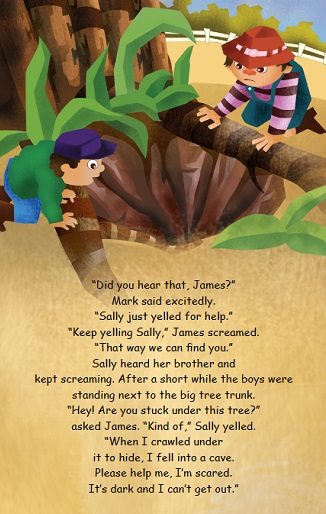 “Did you hear that, James?”
Mark said excitedly.
“Sally just yelled for help.”
“Keep yelling Sally,” James screamed.
“That way we can find you.”
Sally heard her brother and
kept screaming. After a short while the boys were
standing next to the big tree trunk.
“Hey! Are you stuck under this tree?”
asked James. “Kind of,” Sally yelled.
“When I crawled under
it to hide, I fell into a cave.
Please help me, I’m scared.
It’s dark and I can’t get out.”